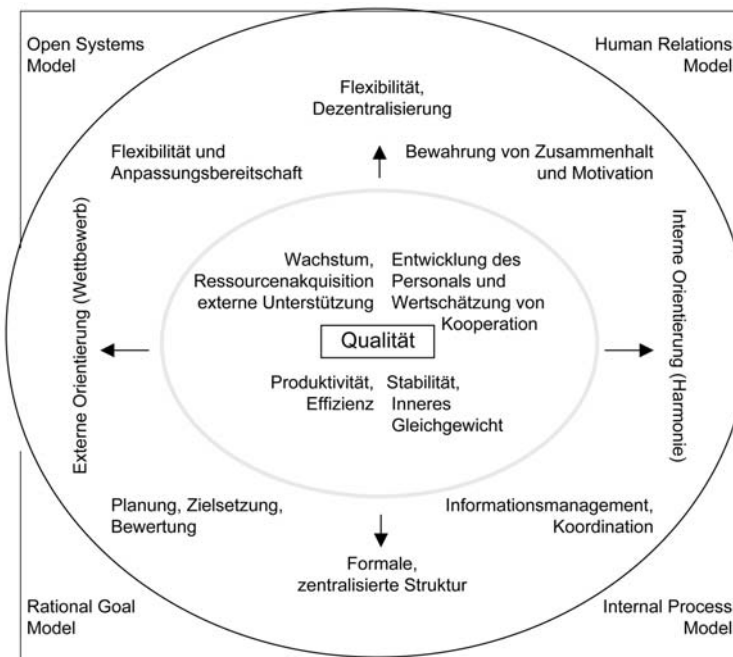 Open Systems
Model
Human Relations
Model
Flexibilität,
Dezentralisierung
Flexibilität und
Anpassungsbereitschaft
Bewahrung von Zusammenhalt
und Motivation
Externe Orientierung (Wettbewerb)
Wachstum,
Ressourcenakquisition
externe Unterstützung
Entwicklung des
Personals und
Wertschätzung von
Kooperation
Interne Orientierung (Harmonie)
Qualität
Produktivität,
Effizienz
Stabilität,
Inneres
Gleichgewicht
Planung, Zielsetzung,
Bewertung
Informationsmanagement,
Koordination
Formale,
zentralisierte Struktur
Rational Goal
Model
Internal Process
Model